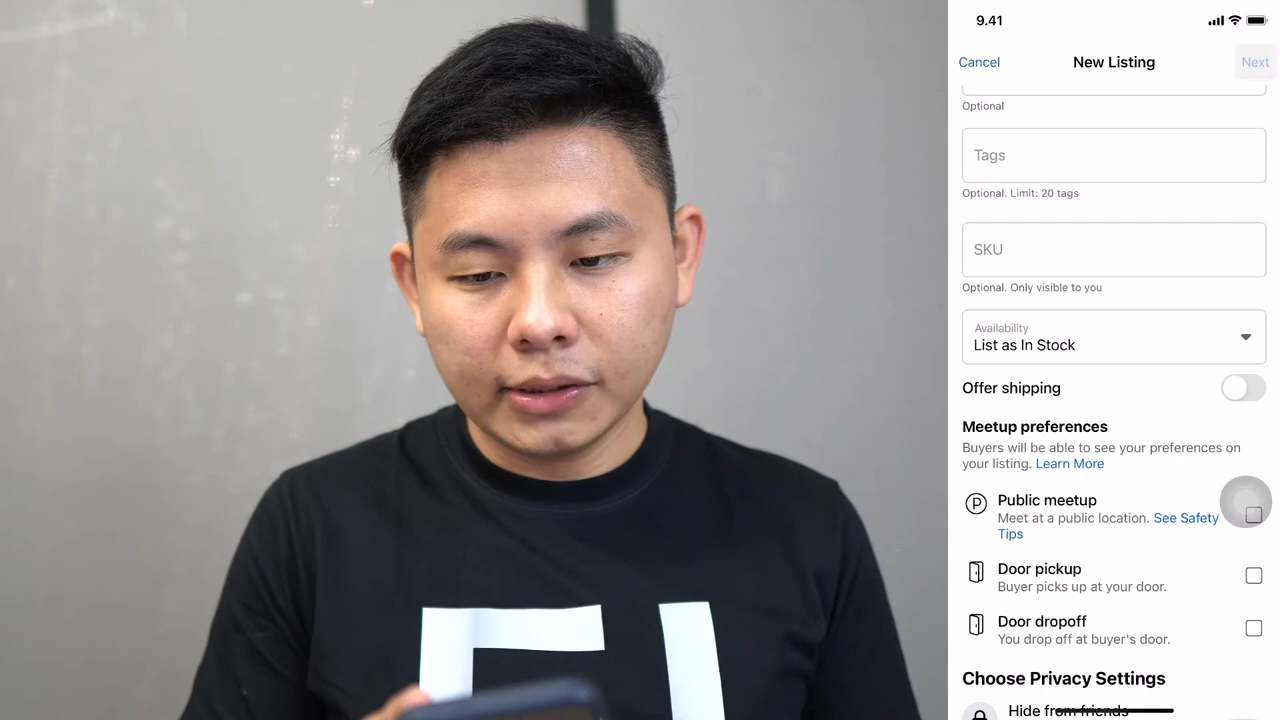 9.41
Cancel
New Listing
Next
Optional
Tags
Optional. Limit: 20 tags
SKU
Optional. Only visible to you
Availability
List as In Stock
Offer shipping
Meetup preferences
Buyers will be able to see your preferences on
your listing. Learn More
P
Public meetup
Meet at a public location. See Safety
Tips
Door pickup
Buyer picks up at your door.
Door dropoff
You drop off at buyer's door.
Choose Privacy Settings
Hide from friends